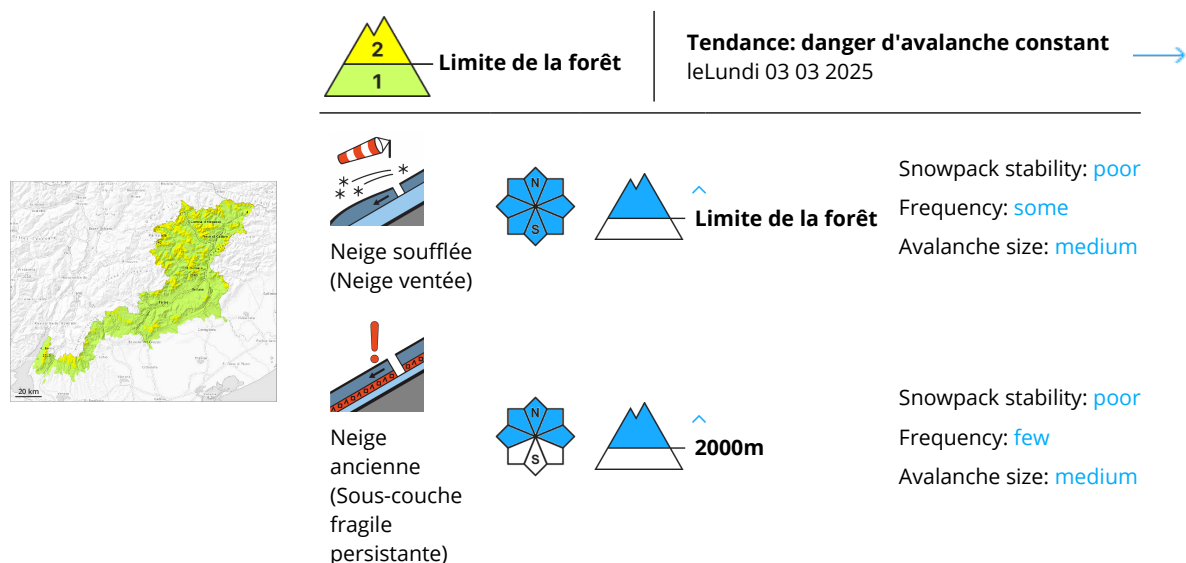 2
Limite de la forêt
1
Tendance: danger d'avalanche constant
leLundi 03 03 2025
20 km
Neige soufflée
(Neige ventée)
N
S
Limite de la forêt
Snowpack stability: poor
Frequency: some
Avalanche size: medium
Neige
ancienne
(Sous-couche
fragile
persistante)
N
S
2000m
Snowpack stability: poor
Frequency: few
Avalanche size: medium